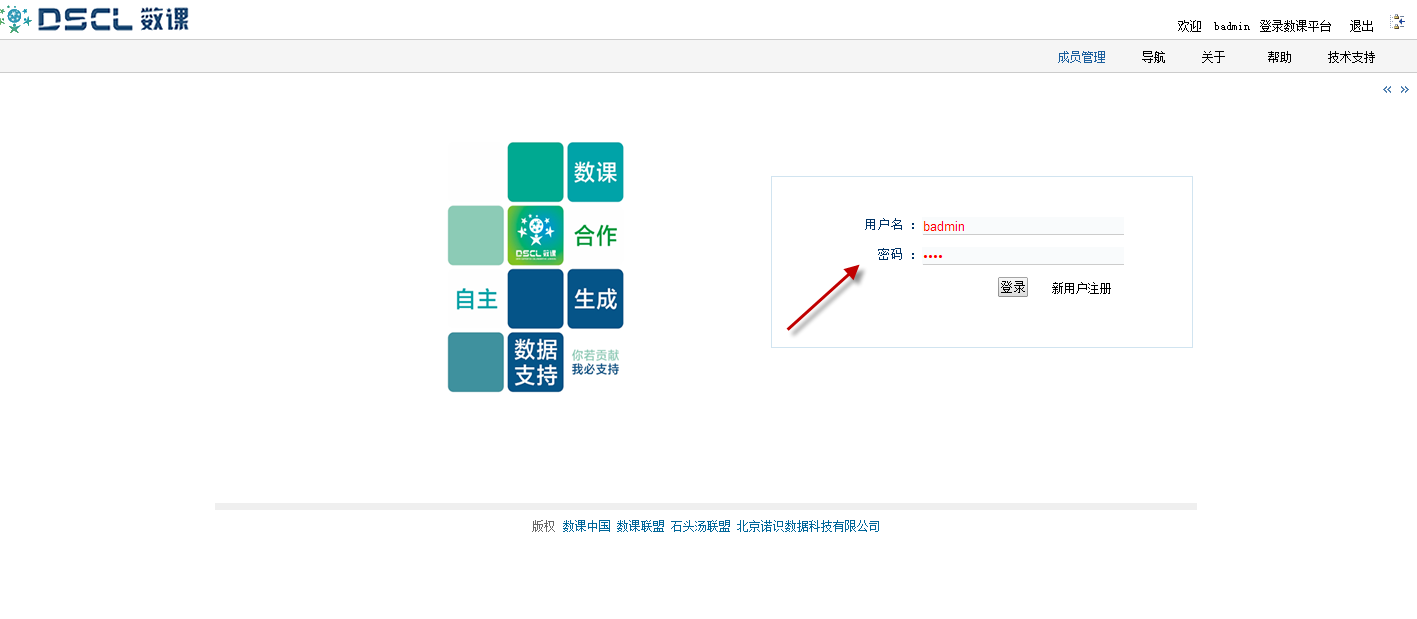 DSCL 数课
欢迎 badmin 登录数课平台 退出
成员管理 导航 关于 帮助 技术支持
« »
数课
DSCL 数课
合作
自主
生成
数据
支持
你若贡献
我必支持
用户名 : badmin
密码 : ••••
登录 新用户注册
版权 数课中国 数课联盟 石头汤联盟 北京诺识数据科技有限公司